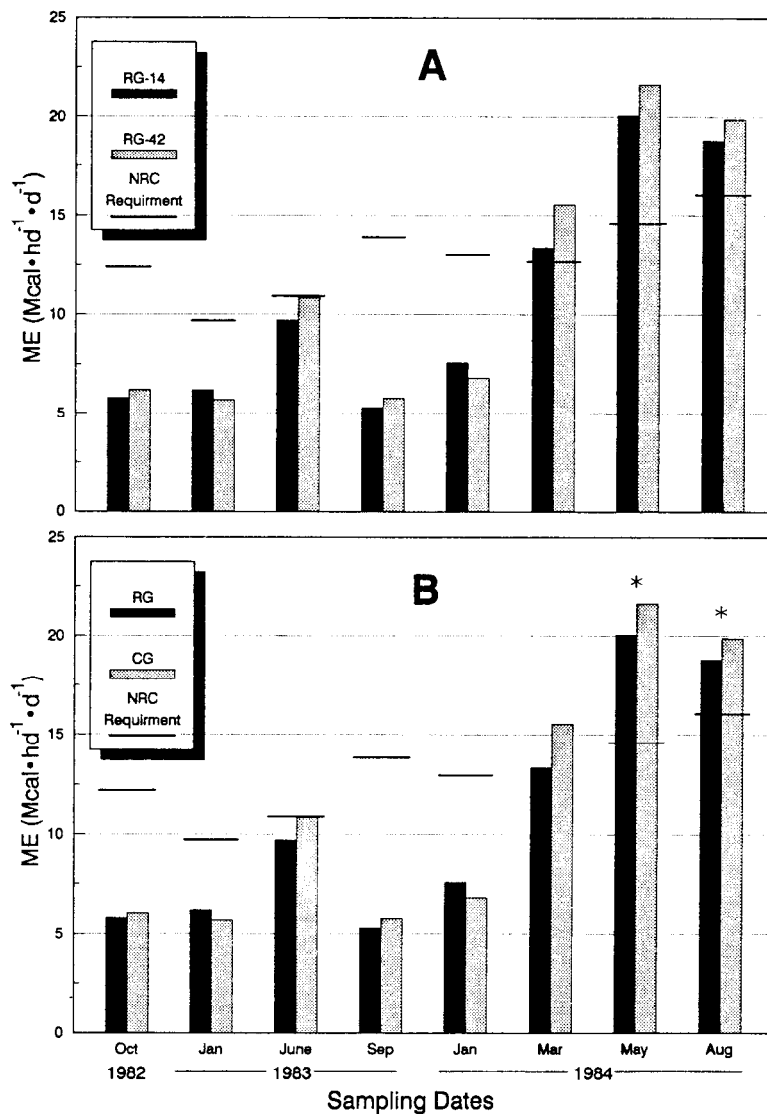 25
20
15
10
5
0
ME (Mcal•hd⁻¹•d⁻¹)
RG-14
RG-42
NRC
Requirment
A
25
20
15
10
5
0
ME (Mcal•hd⁻¹•d⁻¹)
RG
CG
NRC
Requirment
B
*
*
Oct Jan June Sep Jan Mar May Aug
1982 1983 1984
Sampling Dates